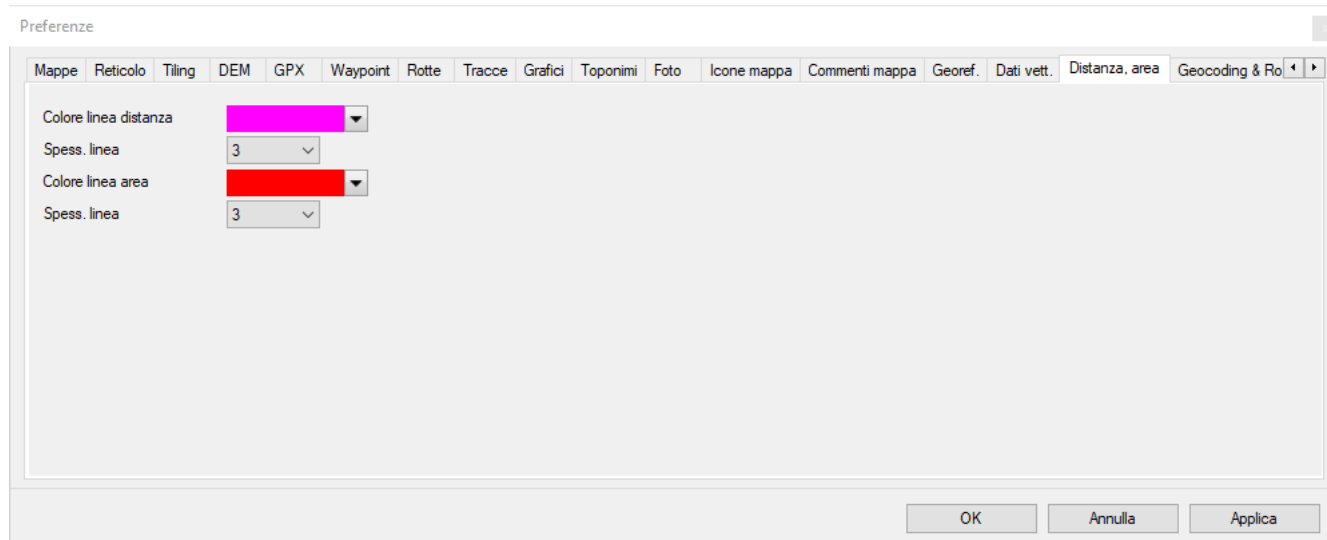 Preferenze
Mappe Reticolo Tiling DEM GPX Waypoint Rotte Tracce Grafici Toponimi Foto Icone mappa Commenti mappa Georef. Dati vett. Distanza, area Geocoding & Ro
Colore linea distanza
Spess. linea 3
Colore linea area
Spess. linea 3
OK Annulla Applica